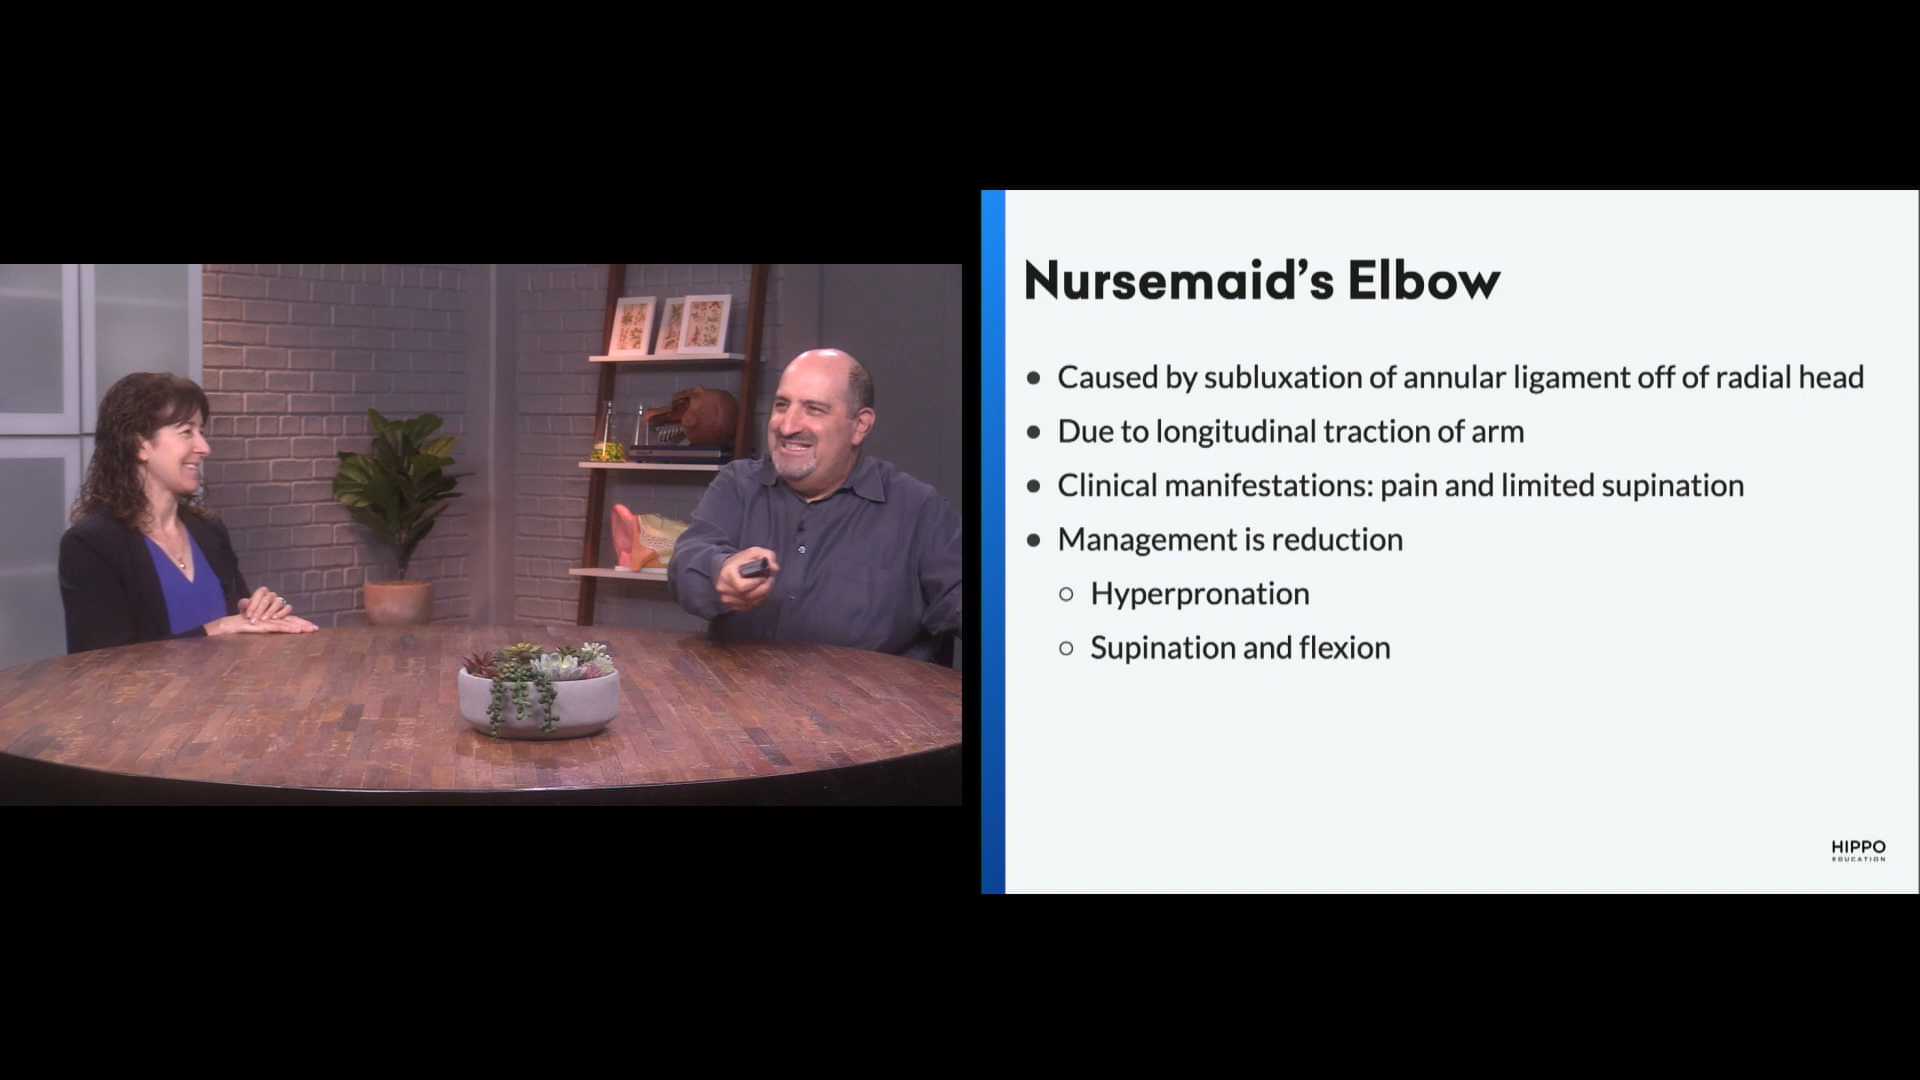 Nursemaid’s Elbow
● Caused by subluxation of annular ligament off of radial head
● Due to longitudinal traction of arm
● Clinical manifestations: pain and limited supination
● Management is reduction
○ Hyperpronation
○ Supination and flexion
HIPPO
EDUCATION